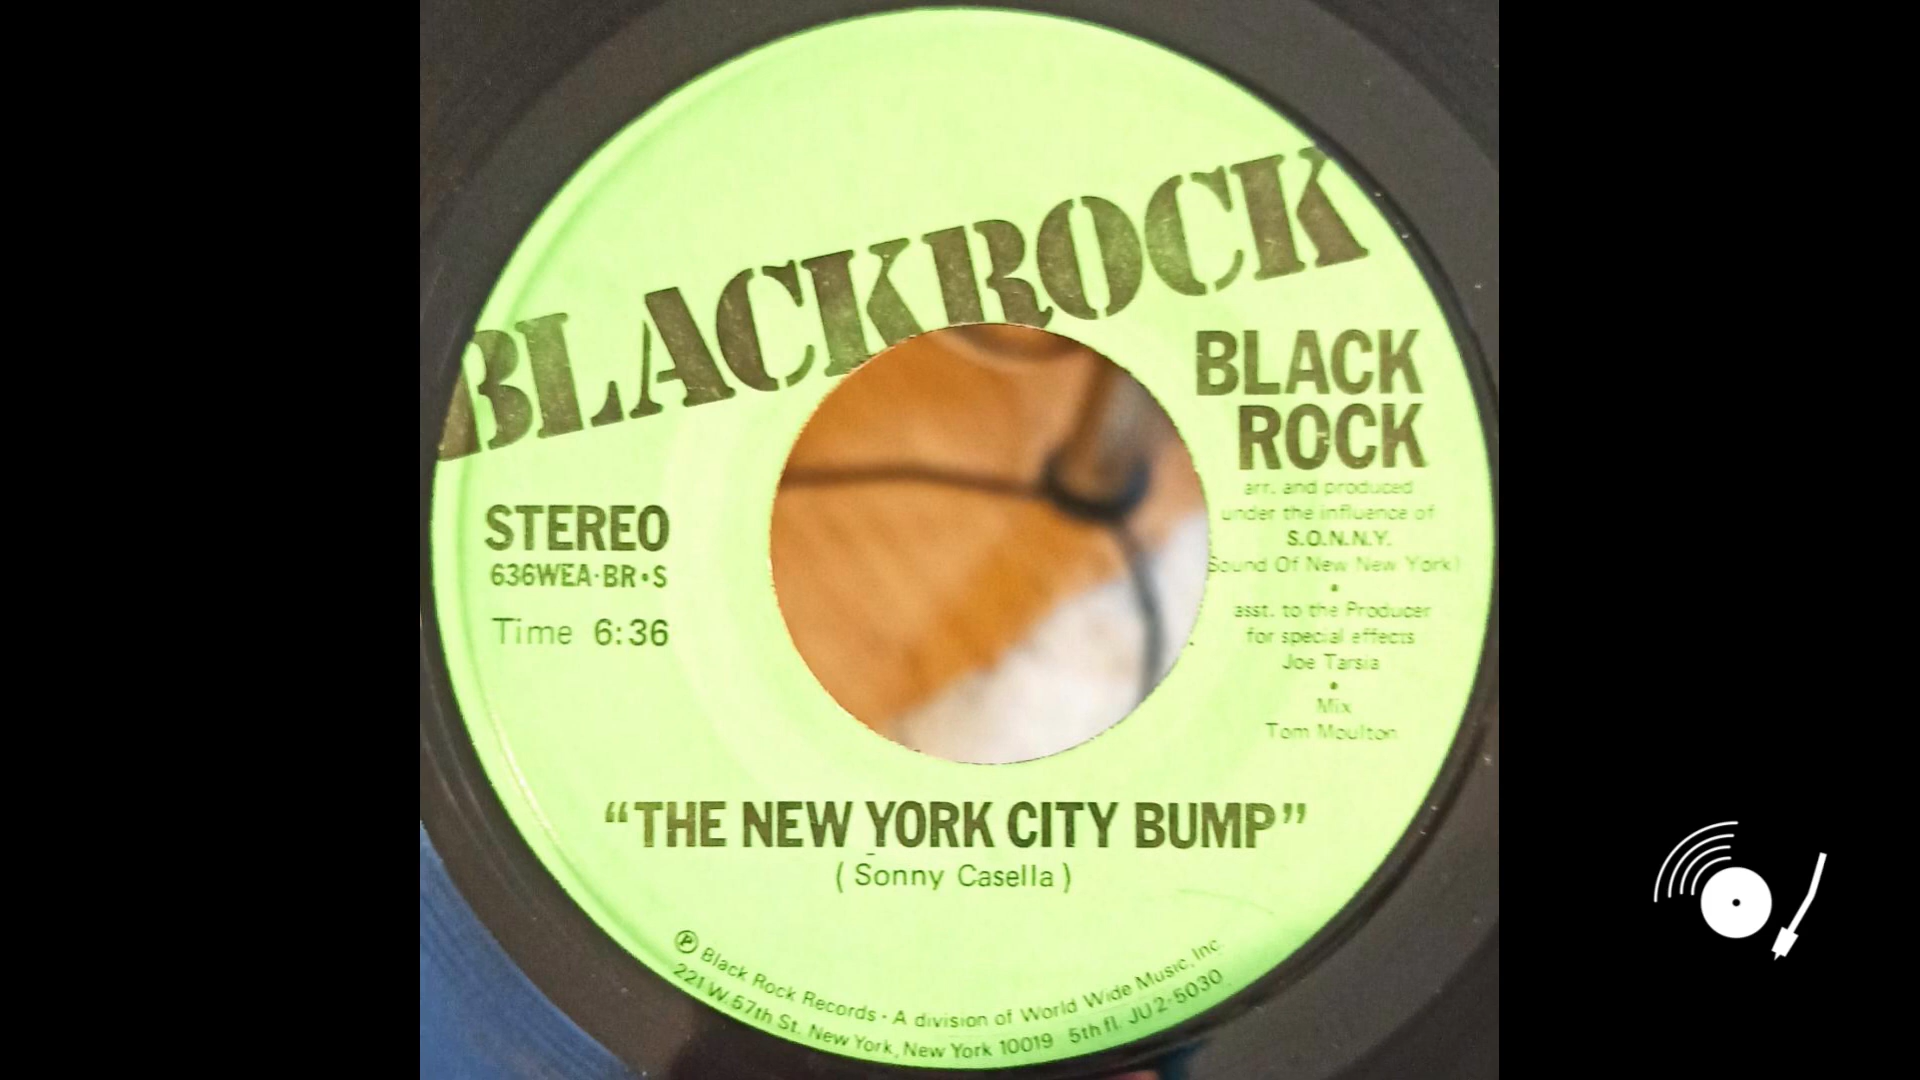 BLACKROCK
BLACK
ROCK
arr. and produced
under the influence of
S.O.N.N.Y.
Sound Of New New York)
•
asst. to the Producer
for special effects
Joe Tarsia
•
Mix
Tom Moulton
STEREO
636WEA·BR•S
Time 6:36
“THE NEW YORK CITY BUMP”
(Sonny Casella)
Ⓟ Black Rock Records · A division of World Wide Music, Inc.
221 W. 57th St. New York, New York 10019 5th fl. JU 2-5030